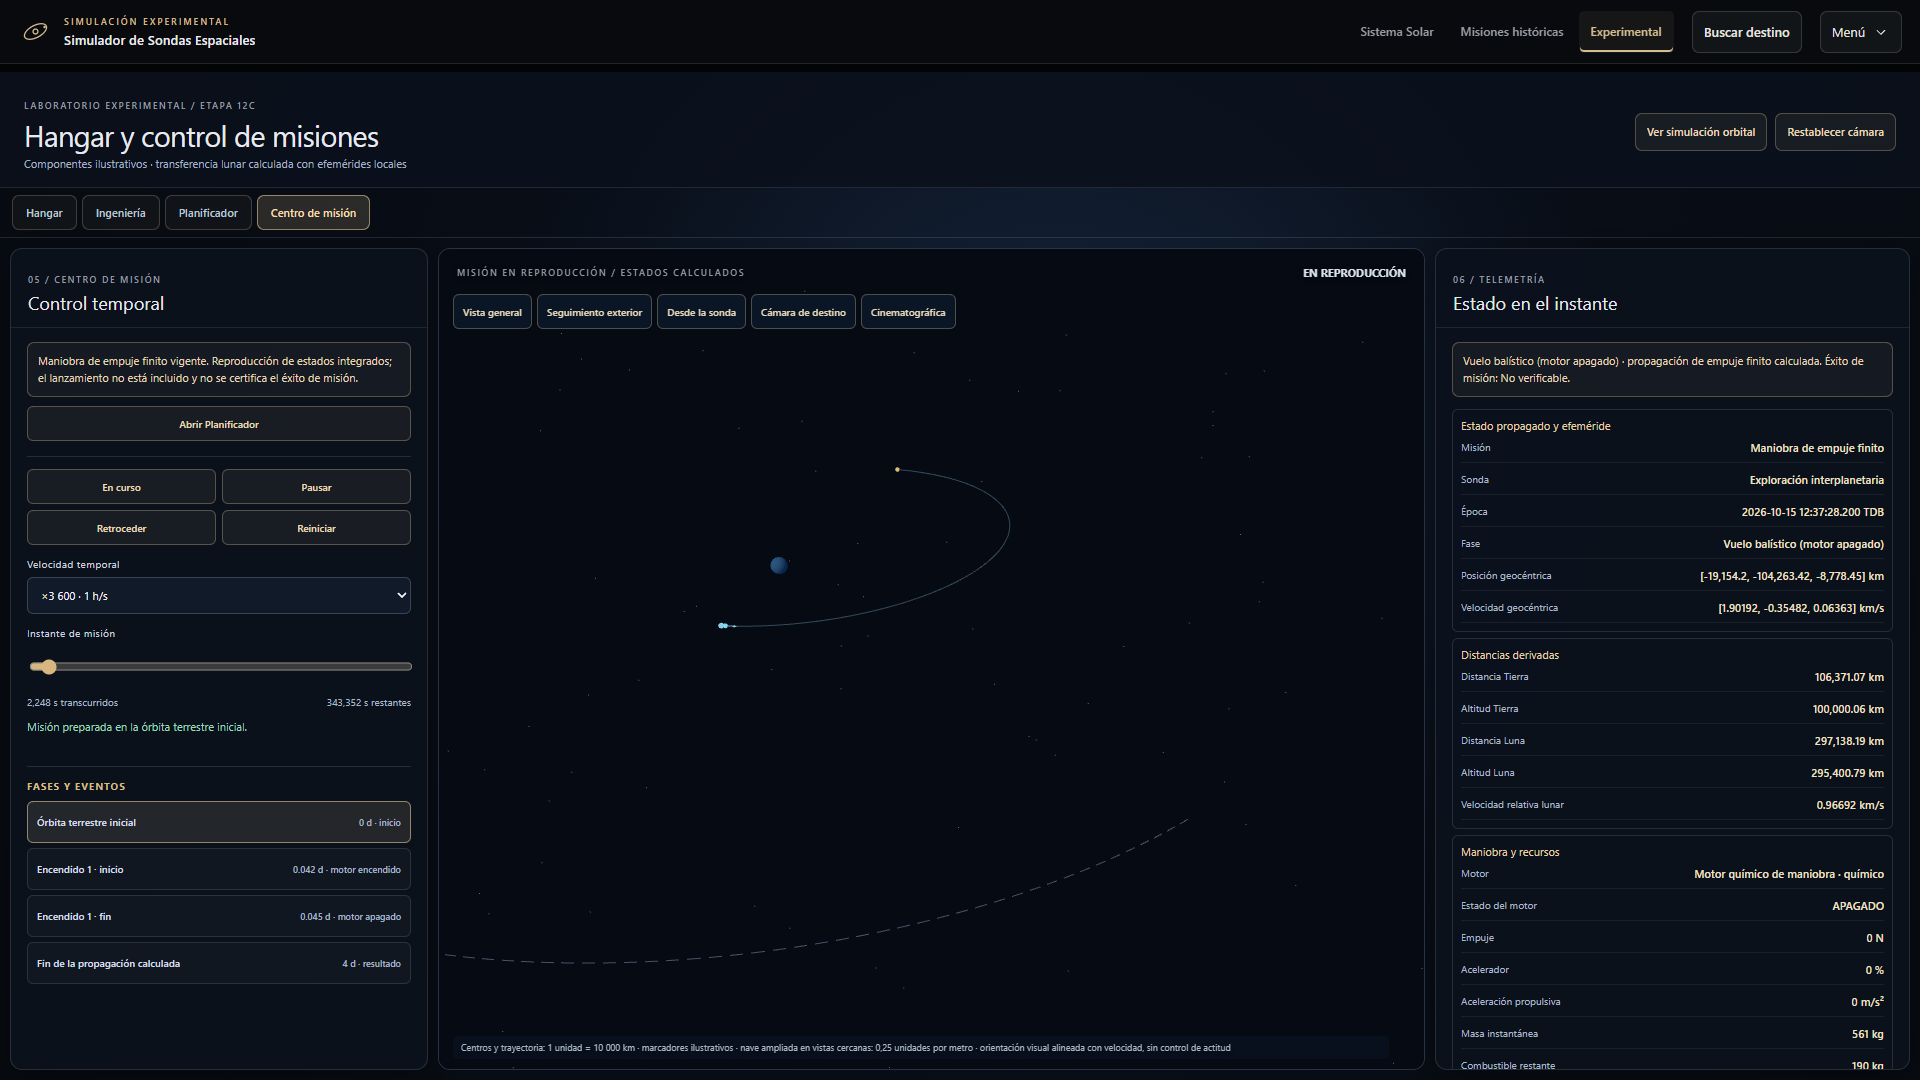 SIMULACIÓN EXPERIMENTAL
Simulador de Sondas Espaciales
Sistema Solar
Misiones históricas
Experimental
Buscar destino
Menú
LABORATORIO EXPERIMENTAL / ETAPA 12C
Hangar y control de misiones
Componentes ilustrativos · transferencia lunar calculada con efemérides locales
Ver simulación orbital
Restablecer cámara
Hangar
Ingeniería
Planificador
Centro de misión
05 / CENTRO DE MISIÓN
Control temporal
Maniobra de empuje finito vigente. Reproducción de estados integrados;
el lanzamiento no está incluido y no se certifica el éxito de misión.
Abrir Planificador
En curso
Pausar
Retroceder
Reiniciar
Velocidad temporal
×3 600 · 1 h/s
Instante de misión
2,248 s transcurridos
343,352 s restantes
Misión preparada en la órbita terrestre inicial.
FASES Y EVENTOS
Órbita terrestre inicial
0 d · inicio
Encendido 1 · inicio
0.042 d · motor encendido
Encendido 1 · fin
0.045 d · motor apagado
Fin de la propagación calculada
4 d · resultado
MISIÓN EN REPRODUCCIÓN / ESTADOS CALCULADOS
EN REPRODUCCIÓN
Vista general
Seguimiento exterior
Desde la sonda
Cámara de destino
Cinematográfica
Centros y trayectoria: 1 unidad = 10 000 km · marcadores ilustrativos · nave ampliada en vistas cercanas: 0,25 unidades por metro · orientación visual alineada con velocidad, sin control de actitud
06 / TELEMETRÍA
Estado en el instante
Vuelo balístico (motor apagado) · propagación de empuje finito calculada. Éxito de
misión: No verificable.
Estado propagado y efeméride
Misión
Maniobra de empuje finito
Sonda
Exploración interplanetaria
Época
2026-10-15 12:37:28.200 TDB
Fase
Vuelo balístico (motor apagado)
Posición geocéntrica
[-19,154.2, -104,263.42, -8,778.45] km
Velocidad geocéntrica
[1.90192, -0.35482, 0.06363] km/s
Distancias derivadas
Distancia Tierra
106,371.07 km
Altitud Tierra
100,000.06 km
Distancia Luna
297,138.19 km
Altitud Luna
295,400.79 km
Velocidad relativa lunar
0.96692 km/s
Maniobra y recursos
Motor
Motor químico de maniobra · químico
Estado del motor
APAGADO
Empuje
0 N
Acelerador
0 %
Aceleración propulsiva
0 m/s²
Masa instantánea
561 kg
Combustible restante
190 kg